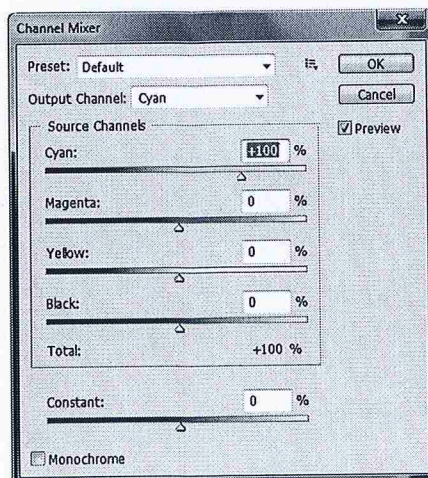 Channel Mixer
Preset: Default
OK
Output Channel: Cyan
Cancel
Source Channels
Preview
Cyan: +100 %
Magenta: 0 %
Yellow: 0 %
Black: 0 %
Total: +100 %
Constant: 0 %
Monochrome